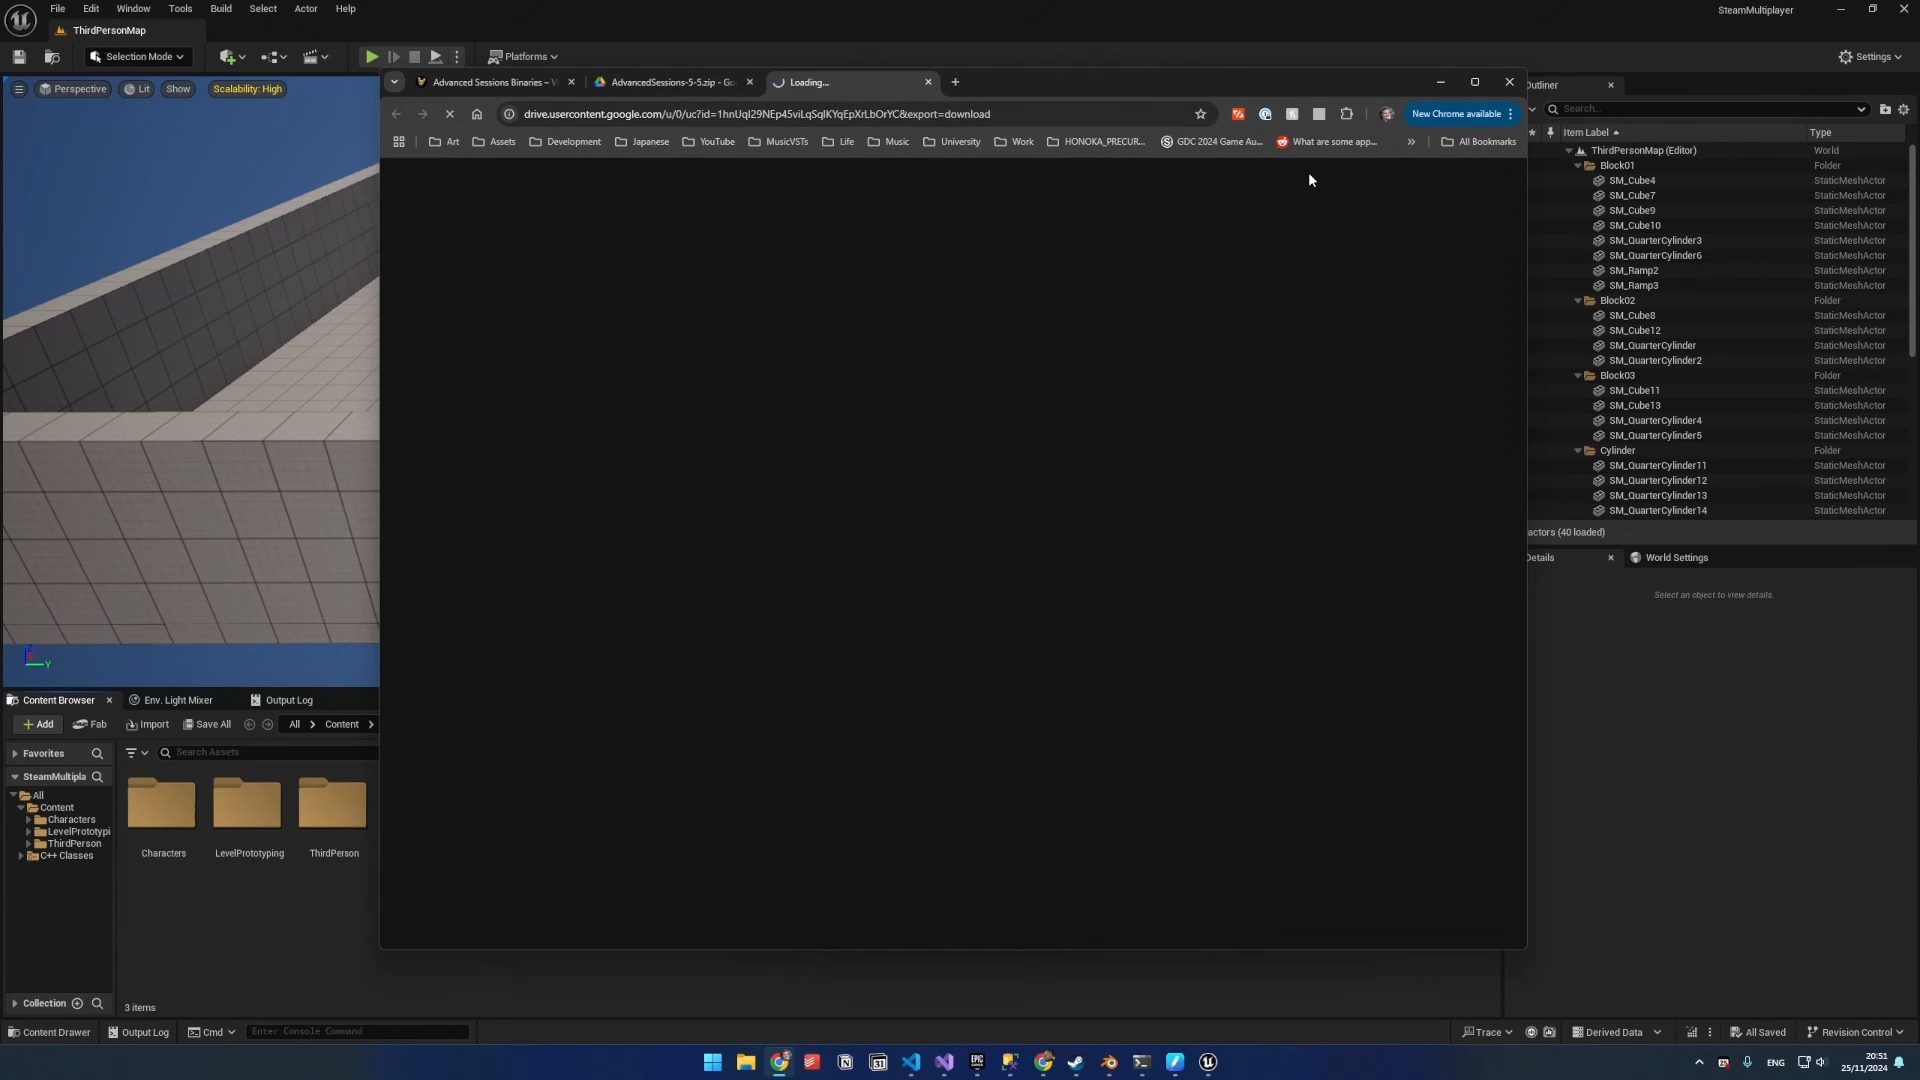 File Edit Window Tools Build Select Actor Help
SteamMultiplayer
ThirdPersonMap
Selection Mode
Platforms
Settings
Perspective
Lit
Show
Scalability: High
Advanced Sessions Binaries – V
AdvancedSessions-5-5.zip - Go
Loading...
drive.usercontent.google.com/u/0/uc?id=1hnUqI29NEp45viLqSqIKYqEpXrLbOrYC&export=download
New Chrome available
Art
Assets
Development
Japanese
YouTube
MusicVSTs
Life
Music
University
Work
HONOKA_PRECUR...
GDC 2024 Game Au...
What are some app...
»
All Bookmarks
Outliner
Search...
Item Label
Type
ThirdPersonMap (Editor) World
Block01 Folder
SM_Cube4 StaticMeshActor
SM_Cube7 StaticMeshActor
SM_Cube9 StaticMeshActor
SM_Cube10 StaticMeshActor
SM_QuarterCylinder3 StaticMeshActor
SM_QuarterCylinder6 StaticMeshActor
SM_Ramp2 StaticMeshActor
SM_Ramp3 StaticMeshActor
Block02 Folder
SM_Cube8 StaticMeshActor
SM_Cube12 StaticMeshActor
SM_QuarterCylinder StaticMeshActor
SM_QuarterCylinder2 StaticMeshActor
Block03 Folder
SM_Cube11 StaticMeshActor
SM_Cube13 StaticMeshActor
SM_QuarterCylinder4 StaticMeshActor
SM_QuarterCylinder5 StaticMeshActor
Cylinder Folder
SM_QuarterCylinder11 StaticMeshActor
SM_QuarterCylinder12 StaticMeshActor
SM_QuarterCylinder13 StaticMeshActor
SM_QuarterCylinder14 StaticMeshActor
actors (40 loaded)
Details
World Settings
Select an object to view details.
Z
Y
Content Browser
Env. Light Mixer
Output Log
Add
Fab
Import
Save All
All
Content
Favorites
Search Assets
SteamMultipla
All
Content
Characters
LevelPrototypi
ThirdPerson
C++ Classes
Characters
LevelPrototyping
ThirdPerson
Collection
3 items
Content Drawer
Output Log
Cmd
Enter Console Command
Trace
Derived Data
All Saved
Revision Control
ENG
20:51
25/11/2024